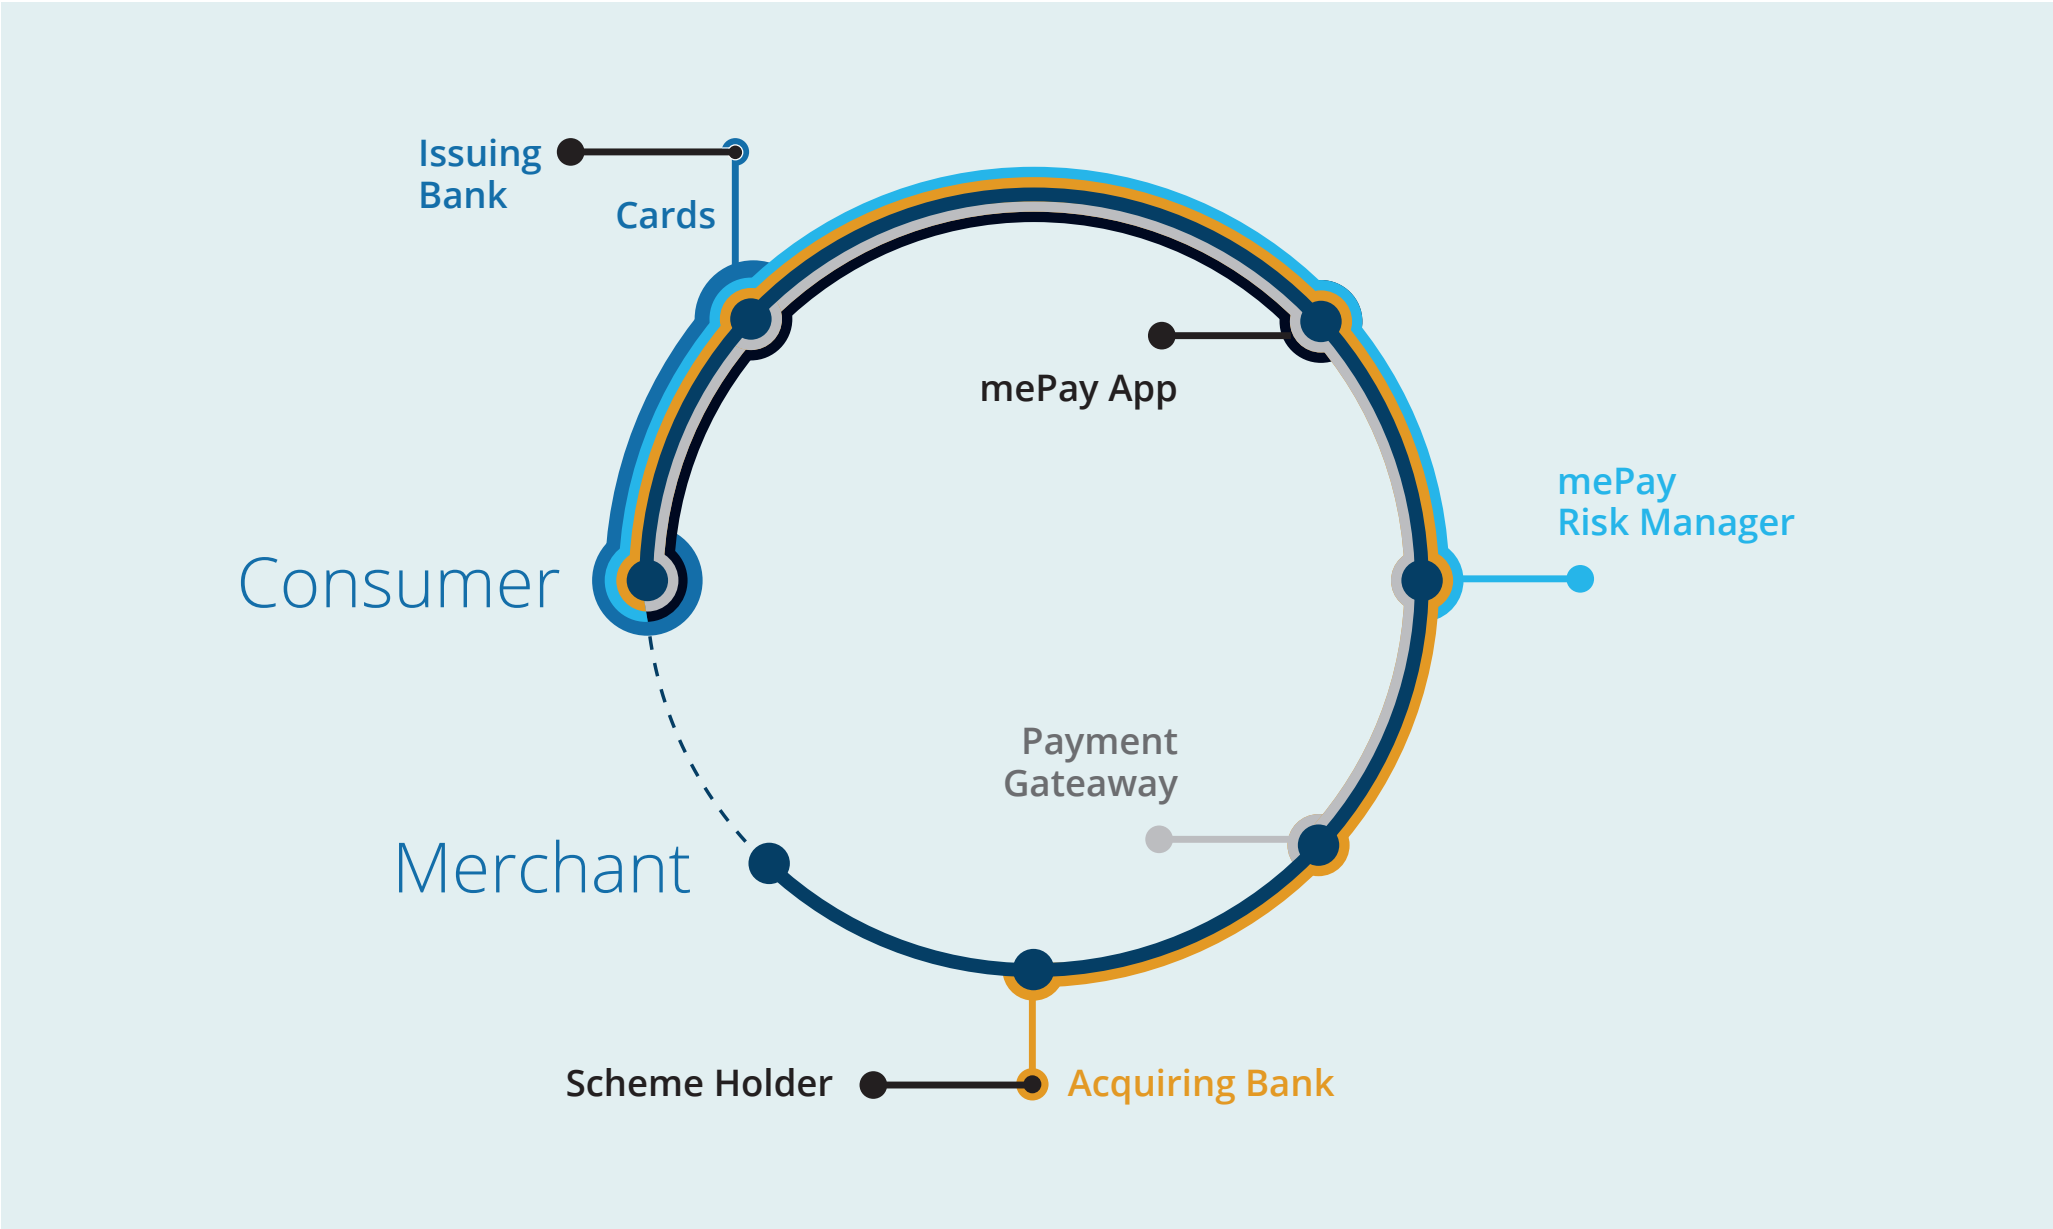 Issuing
Bank
Cards
mePay App
mePay
Risk Manager
Consumer
Payment
Gateaway
Merchant
Scheme Holder
Acquiring Bank